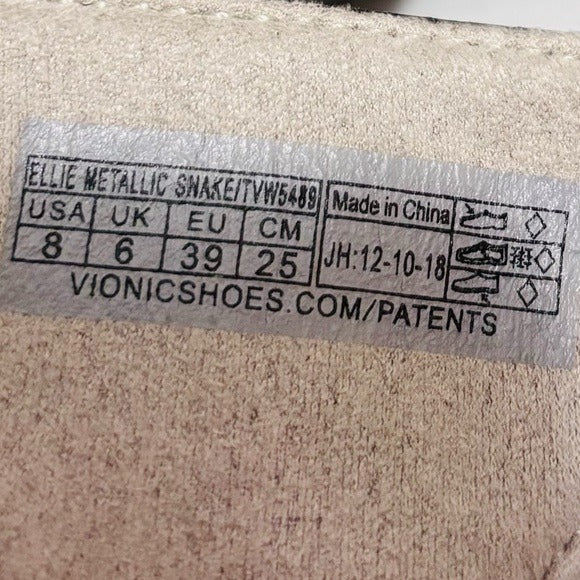 ELLIE METALLIC SNAKE/TVW5489
USA UK EU CM
8 6 39 25
Made in China
JH:12-10-18
VIONICSHOES.COM/PATENTS